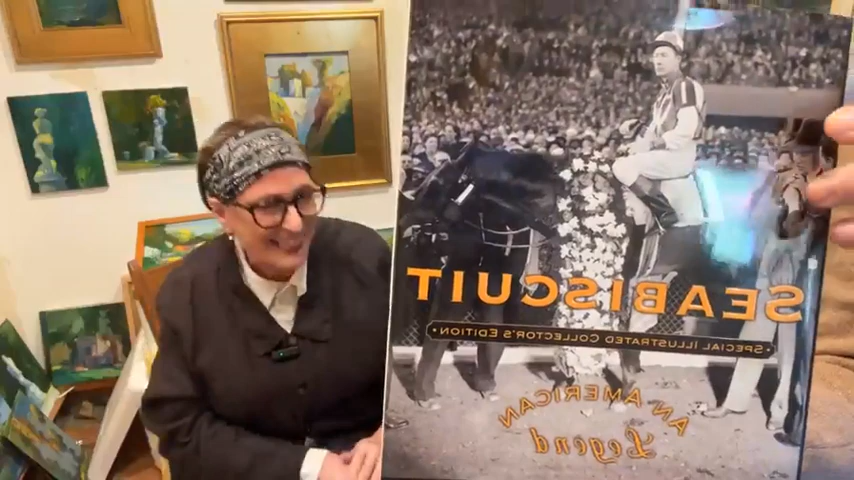 SEABISCUIT
SPECIAL ILLUSTRATED COLLECTOR'S EDITION
AN AMERICAN
Legend